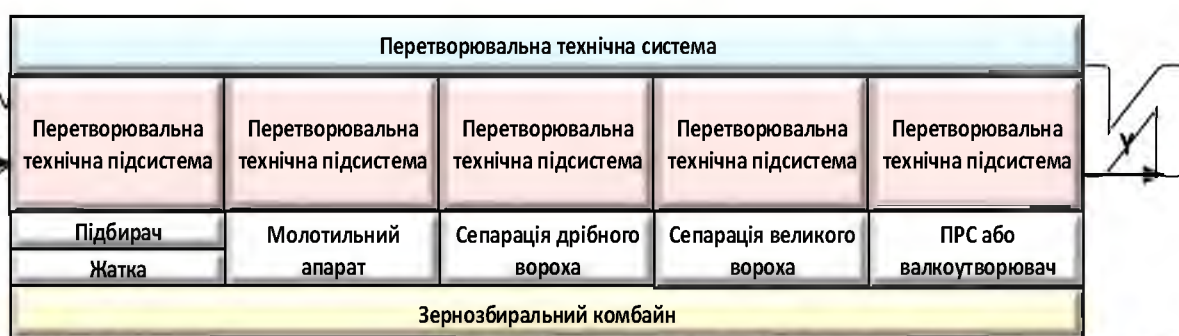 Перетворювальна технічна система
Перетворювальна
технічна підсистема
Перетворювальна
технічна підсистема
Перетворювальна
технічна підсистема
Перетворювальна
технічна підсистема
Перетворювальна
технічна підсистема
Y
Підбирач
Жатка
Молотильний
апарат
Сепарація дрібного
вороха
Сепарація великого
вороха
ПРС або
валкоутворювач
Зернозбиральний комбайн